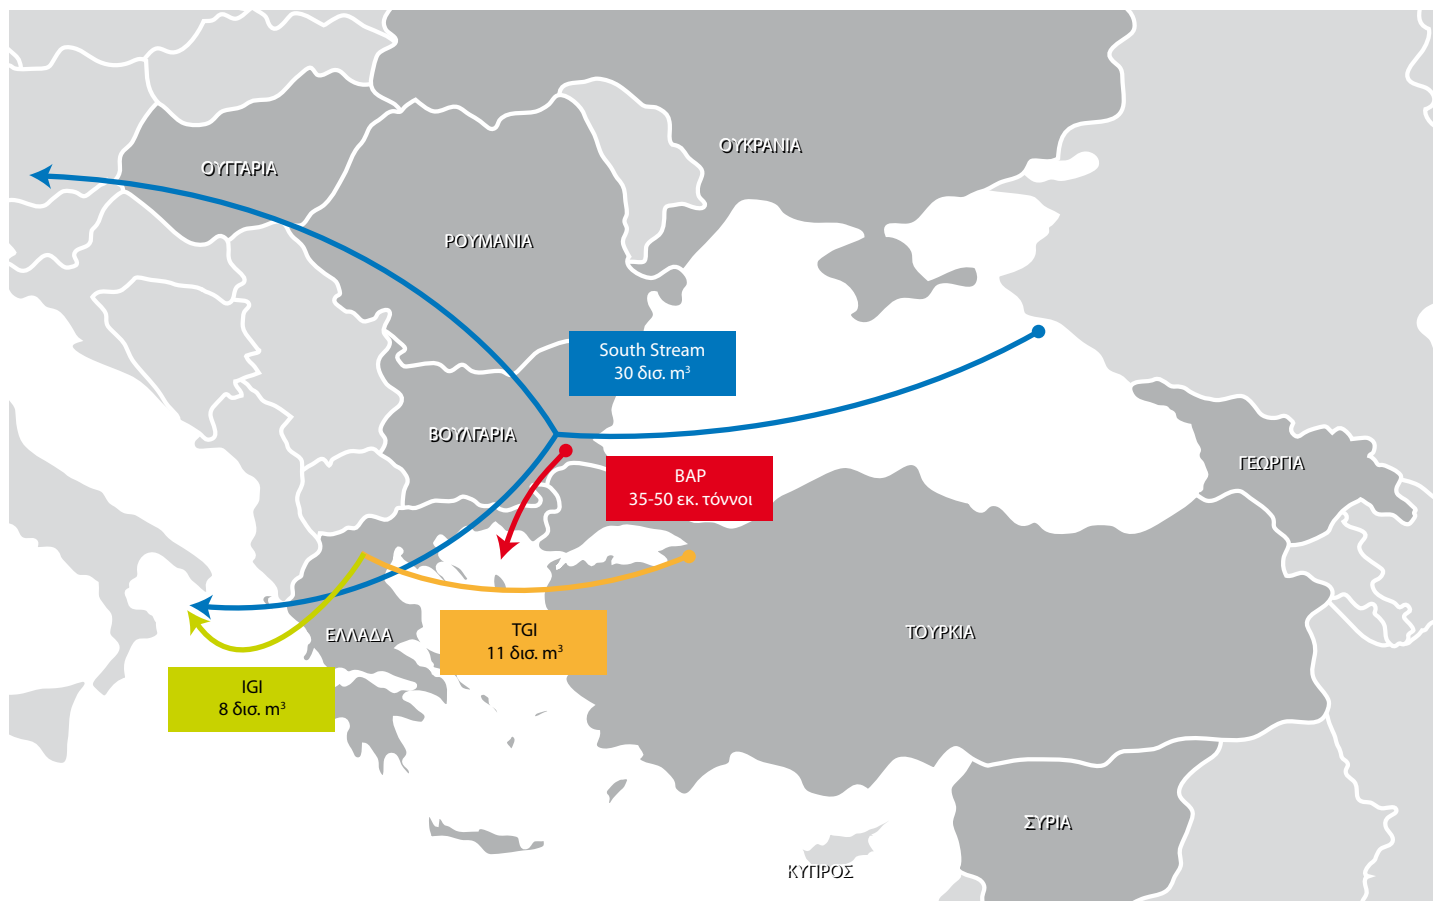 ΟΥΚΡΑΝΙΑ
ΟΥΓΓΑΡΙΑ
ΡΟΥΜΑΝΙΑ
South Stream
30 δισ. m³
ΒΟΥΛΓΑΡΙΑ
ΓΕΩΡΓΙΑ
BAP
35-50 εκ. τόννοι
ΤΟΥΡΚΙΑ
ΕΛΛΑΔΑ
TGI
11 δισ. m³
IGI
8 δισ. m³
ΣΥΡΙΑ
ΚΥΠΡΟΣ